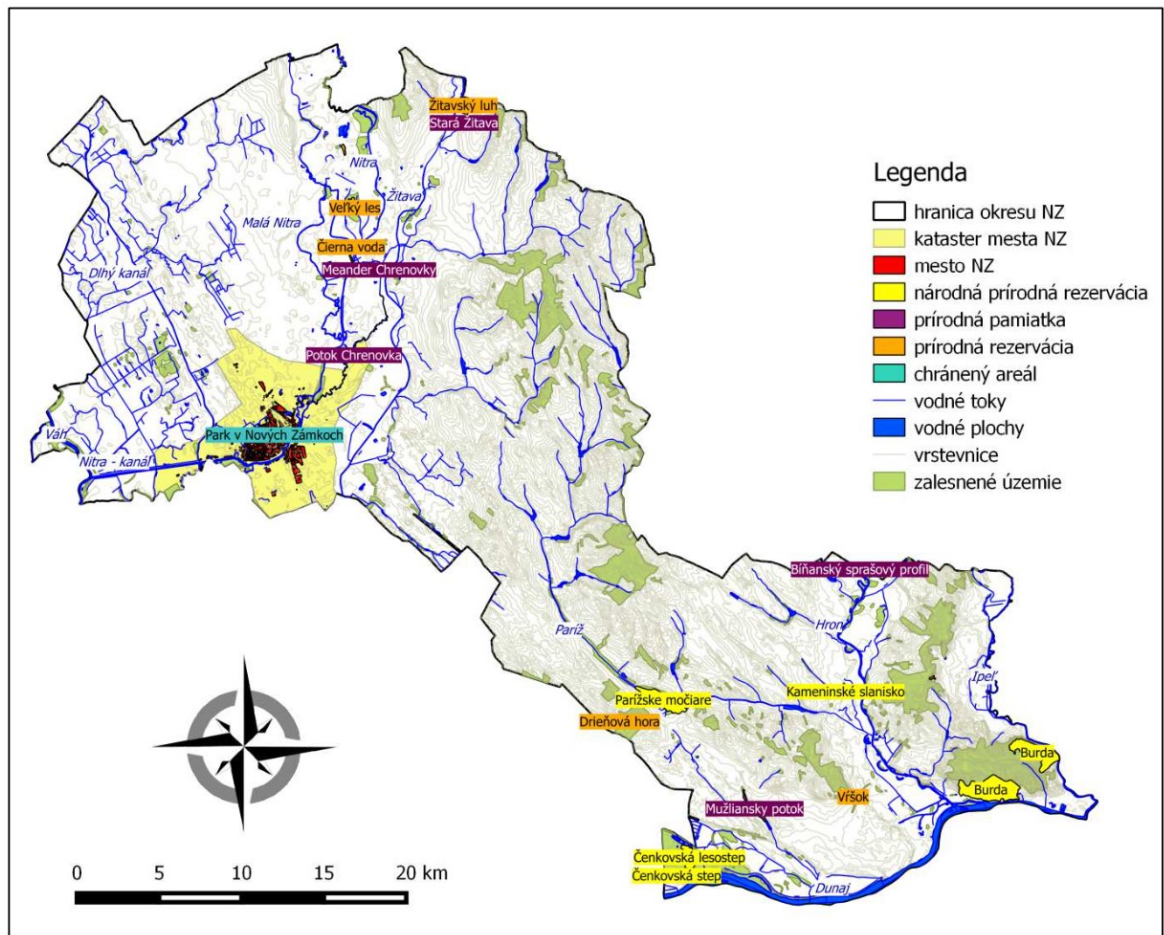 Žitavský luh
Stará Žitava
Nitra
Žitava
Veľký les
Malá Nitra
Čierna voda
Meander Chrenovky
Dlhý kanál
Potok Chrenovka
Park v Nových Zámkoch
Váh
Nitra - kanál
Legenda
hranica okresu NZ
kataster mesta NZ
mesto NZ
národná prírodná rezervácia
prírodná pamiatka
prírodná rezervácia
chránený areál
vodné toky
vodné plochy
vrstevnice
zalesnené územie
Bíňanský sprašový profil
Hron
Paríž
Ipeľ
Kameninské slanisko
Parížske močiare
Drieňová hora
Burda
Burda
Vŕšok
Mužliansky potok
Čenkovská lesostep
Čenkovská step
Dunaj
0 5 10 15 20 km